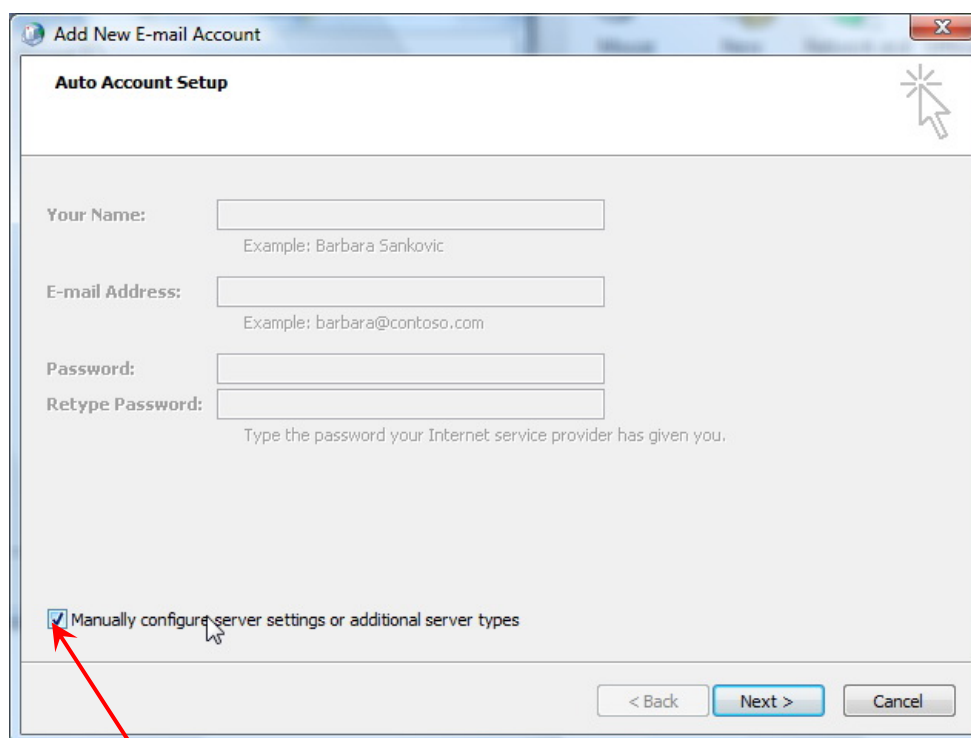 Add New E-mail Account
Auto Account Setup
Your Name:
Example: Barbara Sankovic
E-mail Address:
Example: barbara@contoso.com
Password:
Retype Password:
Type the password your Internet service provider has given you.
Manually configure server settings or additional server types
< Back Next > Cancel